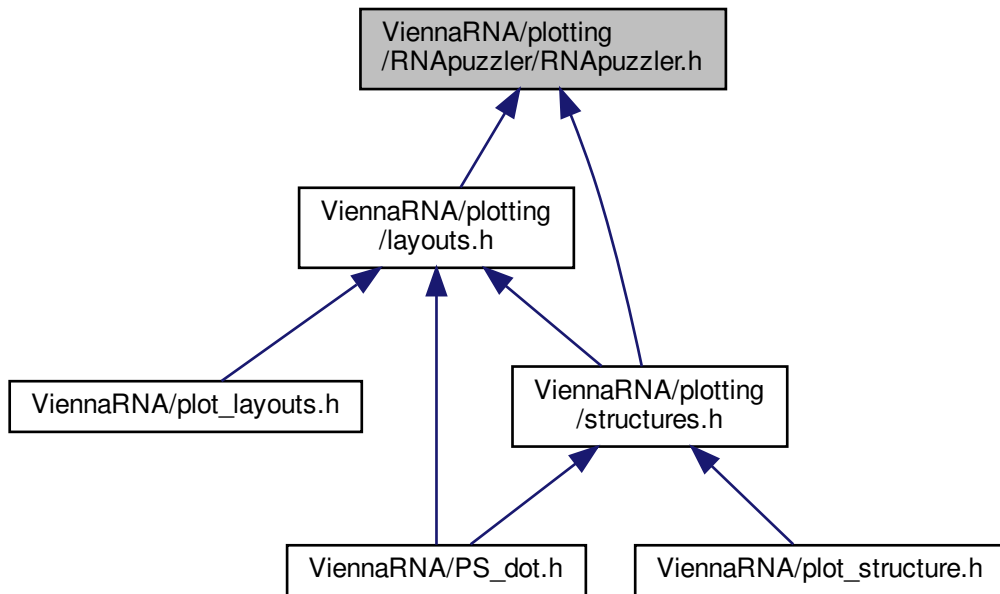 ViennaRNA/plotting
/RNApuzzler/RNApuzzler.h
ViennaRNA/plotting
/layouts.h
ViennaRNA/plot_layouts.h
ViennaRNA/plotting
/structures.h
ViennaRNA/PS_dot.h
ViennaRNA/plot_structure.h